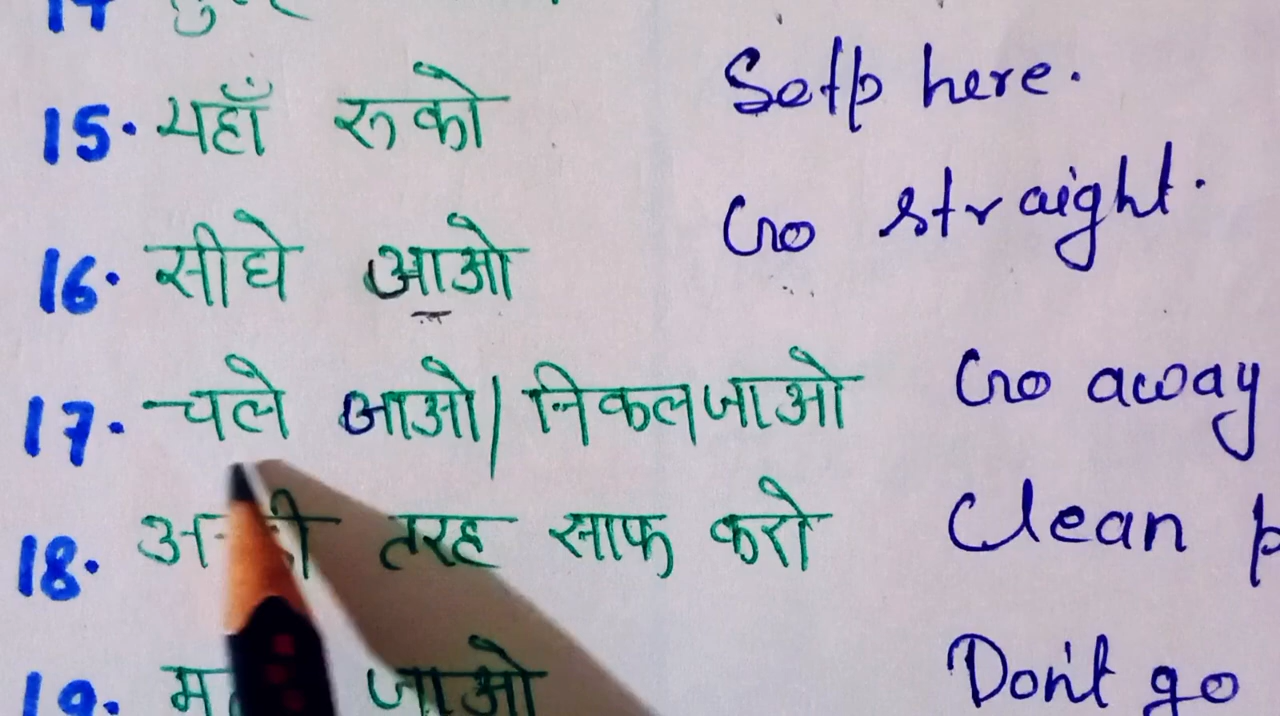 15. यहाँ रुको Setp here.
16. सीधे आओ Go straight.
17. चले जाओ/ निकलजाओ Go away
18. तरह साफ करो Clean
19. जाओ Don't go